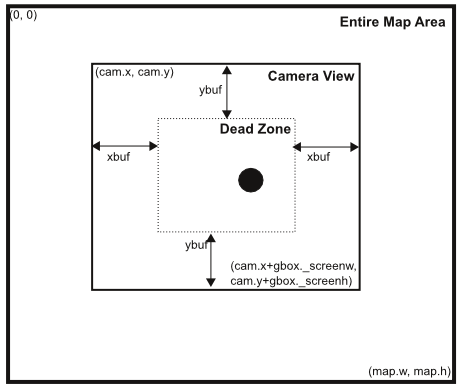 (0, 0)
Entire Map Area
(cam.x, cam.y)
Camera View
ybuf
Dead Zone
xbuf
xbuf
ybuf
(cam.x+gbox._screenw,
cam.y+gbox._screenh)
(map.w, map.h)